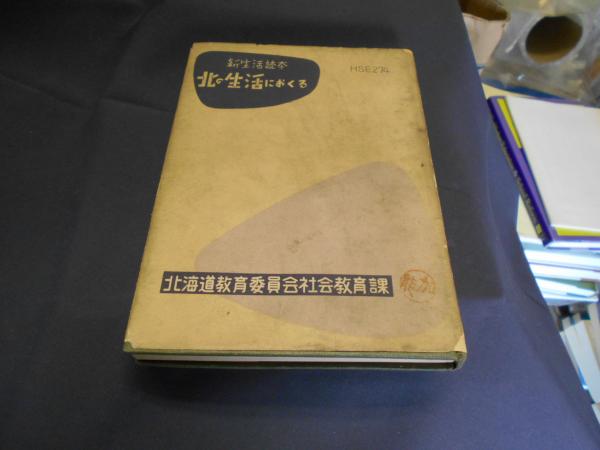 新生活読本
北の生活におくる
HSE274
北海道教育委員会社会教育課